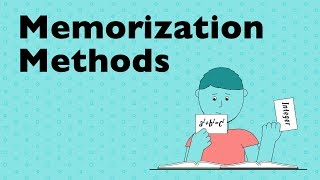 Memorization
Methods
a²+b²=c²
Integer